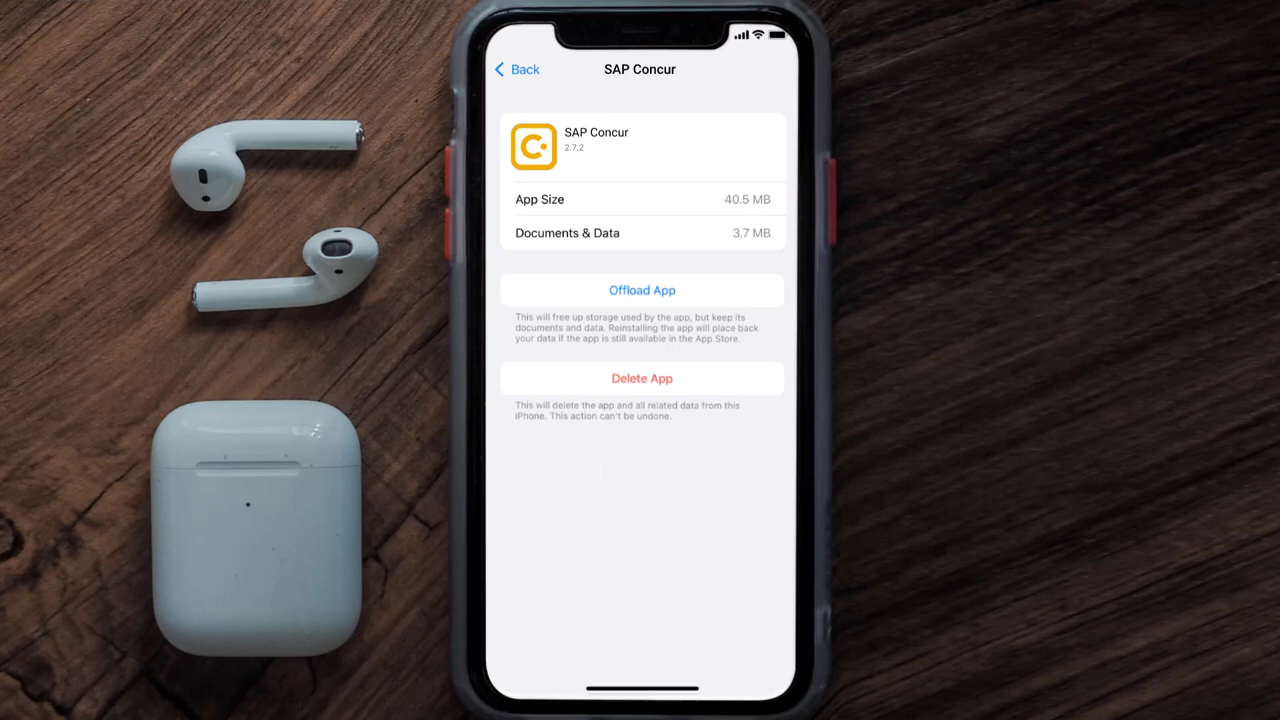 Back
SAP Concur
SAP Concur
2.7.2
App Size 40.5 MB
Documents & Data 3.7 MB
Offload App
This will free up storage used by the app, but keep its
documents and data. Reinstalling the app will place back
your data if the app is still available in the App Store.
Delete App
This will delete the app and all related data from this
iPhone. This action can't be undone.